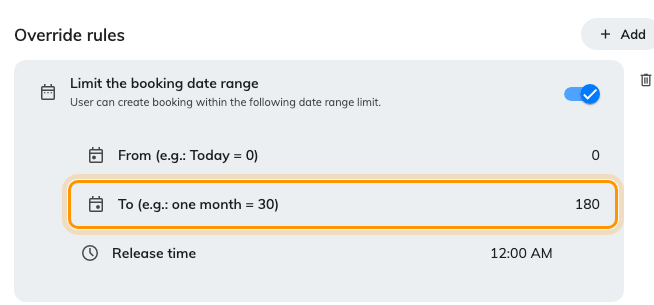 Override rules
+ Add
Limit the booking date range
User can create booking within the following date range limit.
From (e.g.: Today = 0) 0
To (e.g.: one month = 30) 180
Release time 12:00 AM